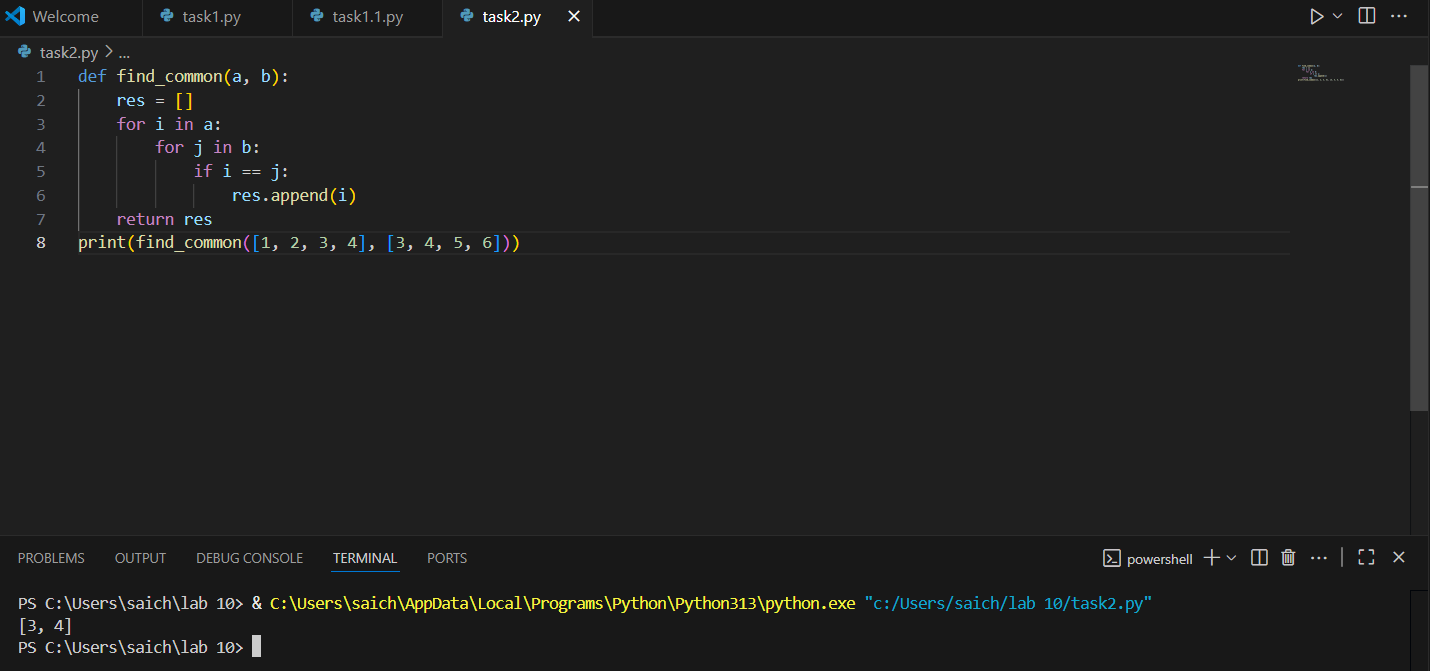 Welcome task1.py task1.1.py task2.py
task2.py > ...
1 def find_common(a, b):
2     res = []
3     for i in a:
4         for j in b:
5             if i == j:
6                 res.append(i)
7     return res
8 print(find_common([1, 2, 3, 4], [3, 4, 5, 6]))
PROBLEMS OUTPUT DEBUG CONSOLE TERMINAL PORTS powershell
PS C:\Users\saich\lab 10> & C:\Users\saich\AppData\Local\Programs\Python\Python313\python.exe "c:/Users/saich/lab 10/task2.py"
[3, 4]
PS C:\Users\saich\lab 10>